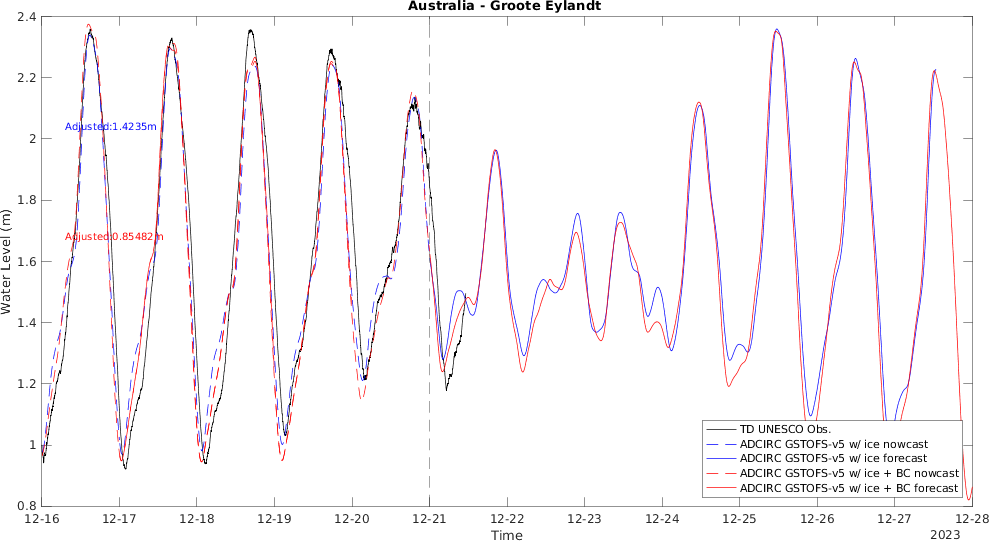 Australia - Groote Eylandt
Water Level (m)
2.4
2.2
2
1.8
1.6
1.4
1.2
1
0.8
Adjusted:1.4235m
Adjusted:0.85482m
TD UNESCO Obs.
ADCIRC GSTOFS-v5 w/ ice nowcast
ADCIRC GSTOFS-v5 w/ ice forecast
ADCIRC GSTOFS-v5 w/ ice + BC nowcast
ADCIRC GSTOFS-v5 w/ ice + BC forecast
12-16 12-17 12-18 12-19 12-20 12-21 12-22 12-23 12-24 12-25 12-26 12-27 12-28
Time
2023